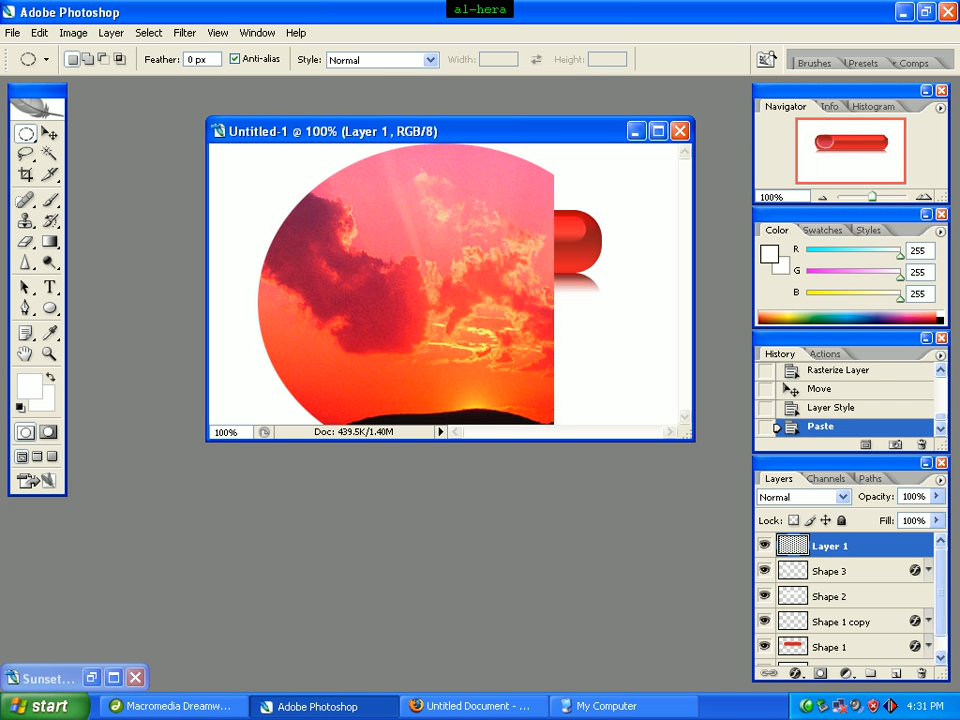 Adobe Photoshop
al-hera
File Edit Image Layer Select Filter View Window Help
Feather: 0 px Anti-alias Style: Normal Width: Height:
Brushes Presets Comps
Untitled-1 @ 100% (Layer 1, RGB/8)
100% Doc: 439.5K/1.40M
Navigator Info Histogram
100%
Color Swatches Styles
R 255
G 255
B 255
History Actions
Rasterize Layer
Move
Layer Style
Paste
Layers Channels Paths
Normal Opacity: 100%
Lock: Fill: 100%
Layer 1
Shape 3
Shape 2
Shape 1 copy
Shape 1
Sunset...
start Macromedia Dreamw... Adobe Photoshop Untitled Document - ... My Computer 4:31 PM